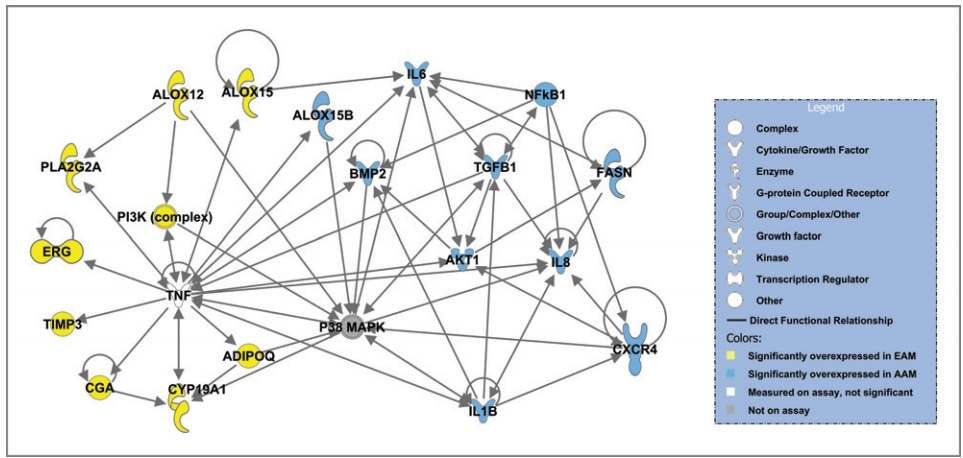 IL6
ALOX12
ALOX15
NFkB1
ALOX15B
PLA2G2A
BMP2
TGFB1
FASN
PI3K (complex)
ERG
AKT1
IL8
TNF
TIMP3
P38 MAPK
CXCR4
ADIPOQ
CGA
CYP19A1
IL1B
Legend
Complex
Cytokine/Growth Factor
Enzyme
G-protein Coupled Receptor
Group/Complex/Other
Growth factor
Kinase
Transcription Regulator
Other
Direct Functional Relationship
Colors:
Significantly overexpressed in EAM
Significantly overexpressed in AAM
Measured on assay, not significant
Not on assay